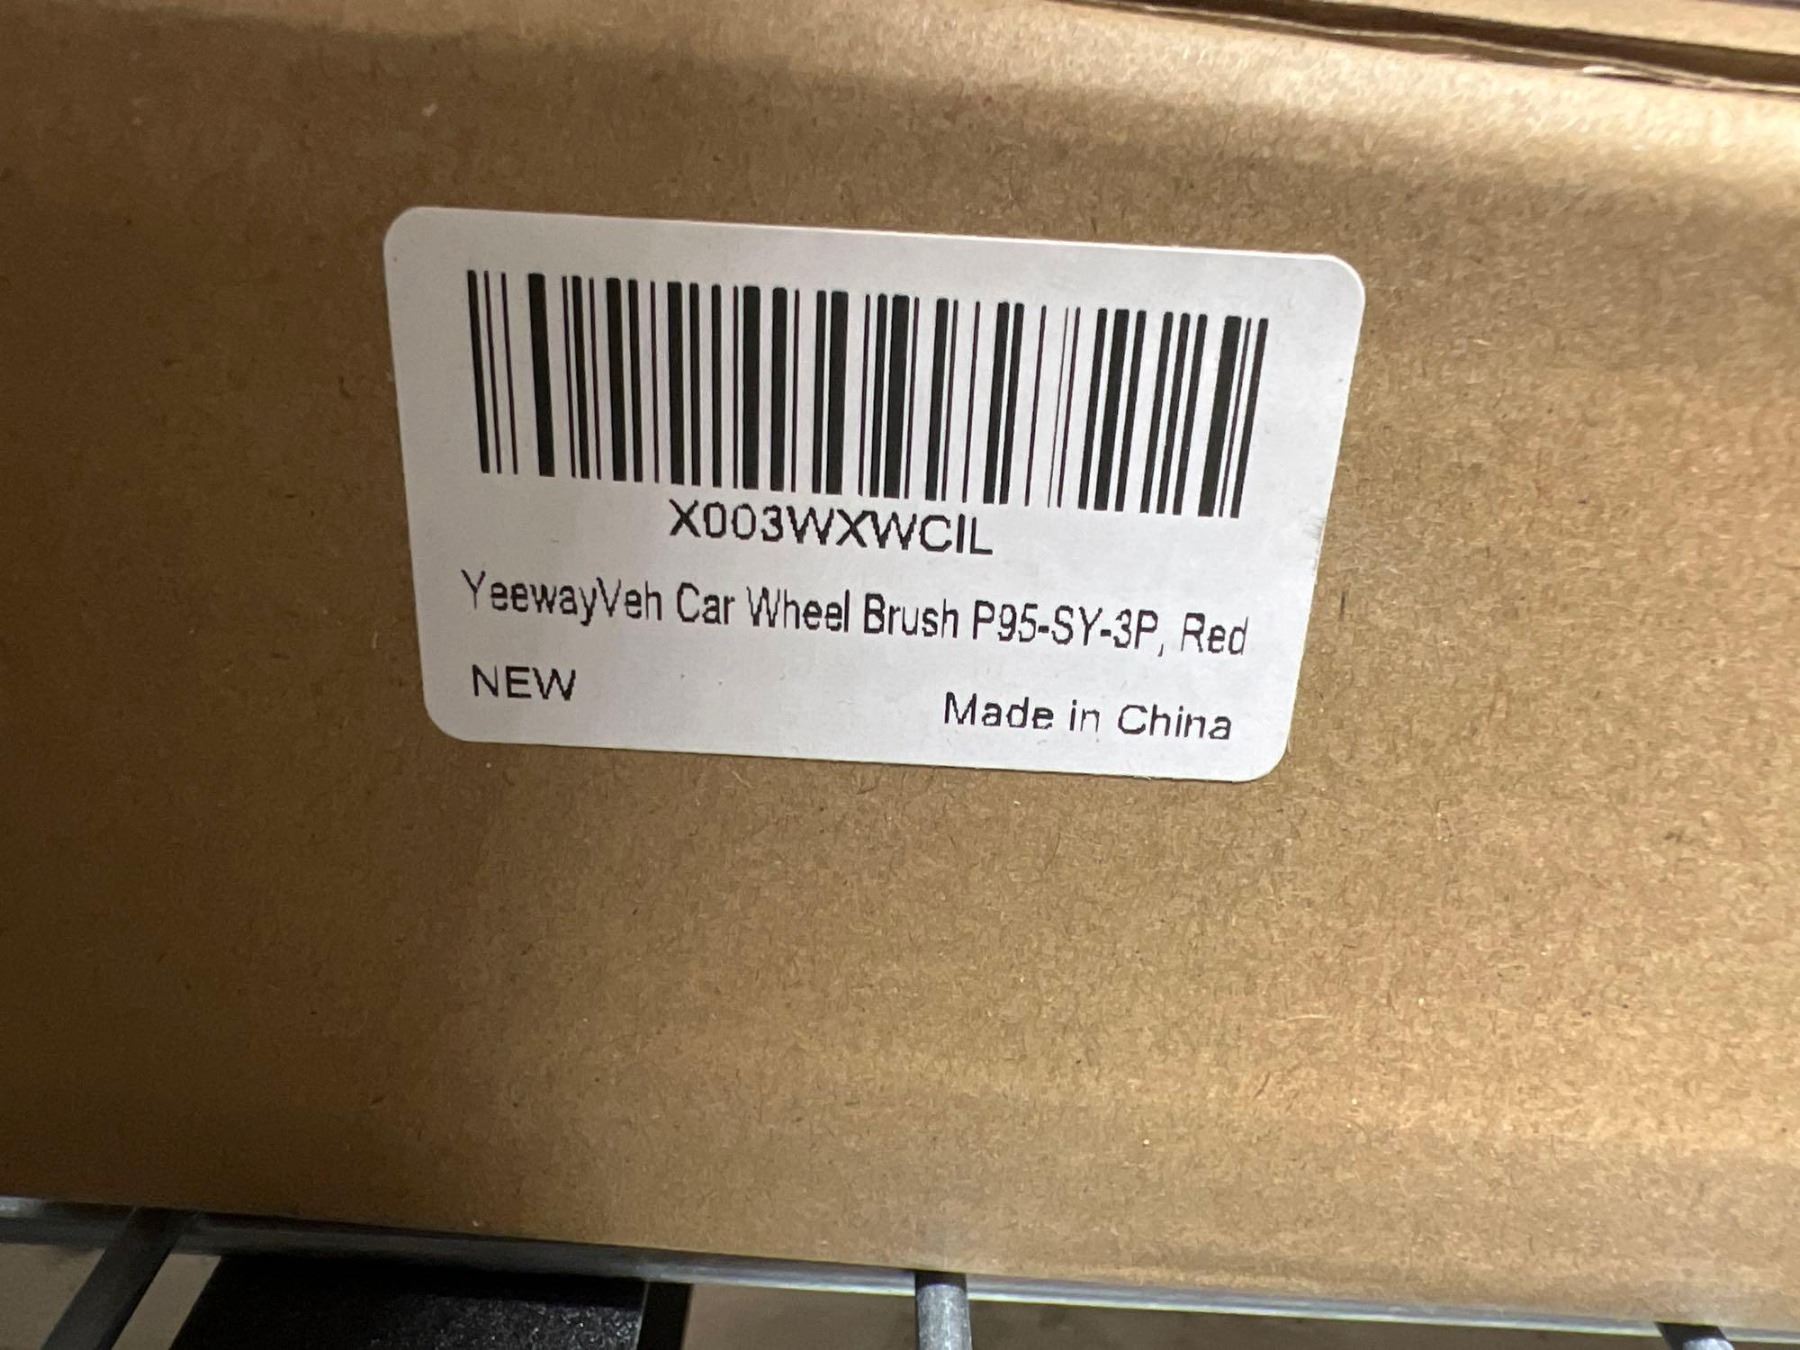 X003WXWCIL
YeewayVeh Car Wheel Brush P95-SY-3P, Red
NEW
Made in China